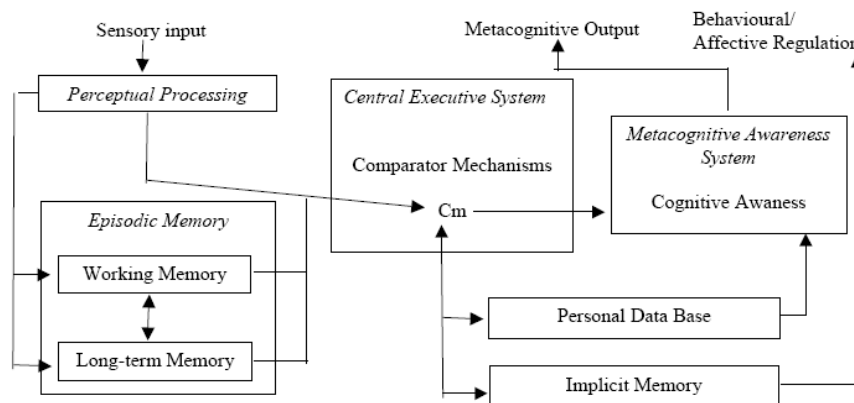 Sensory input
Perceptual Processing
Episodic Memory
Working Memory
Long-term Memory
Metacognitive Output
Central Executive System
Comparator Mechanisms
Cm
Behavioural/
Affective Regulation
Metacognitive Awareness
System
Cognitive Awaness
Personal Data Base
Implicit Memory